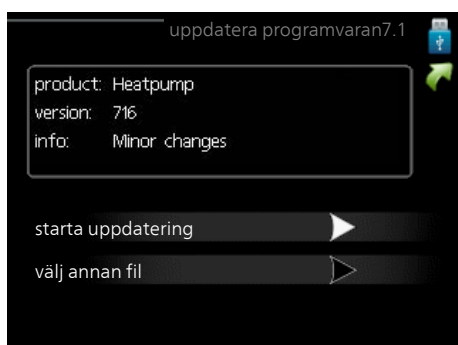 uppdatera programvaran7.1
product: Heatpump
version: 716
info: Minor changes
starta uppdatering
välj annan fil